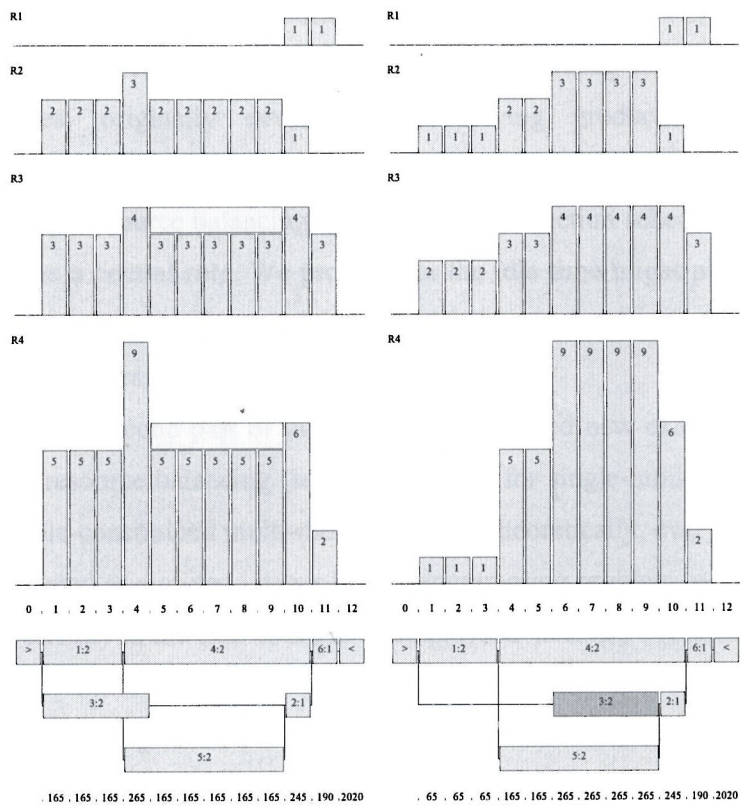 R1
1 1
R2
2 2 2 3 2 2 2 2 2 1
R3
3 3 3 4 3 3 3 3 3 4 3
R4
5 5 5 9 5 5 5 5 5 6 2
0 . 1 . 2 . 3 . 4 . 5 . 6 . 7 . 8 . 9 . 10 . 11 . 12
> 1:2 4:2 6:1 <
3:2 2:1
5:2
. 165 . 165 . 165 . 265 . 165 . 165 . 165 . 165 . 165 . 245 . 190 .2020
R1
1 1
R2
1 1 1 2 2 3 3 3 3 1
R3
2 2 2 3 3 4 4 4 4 4 3
R4
1 1 1 5 5 9 9 9 9 6 2
0 . 1 . 2 . 3 . 4 . 5 . 6 . 7 . 8 . 9 . 10 . 11 . 12
> 1:2 4:2 6:1 <
3:2 2:1
5:2
. 65 . 65 . 65 . 165 . 165 . 265 . 265 . 265 . 265 . 245 . 190 .2020